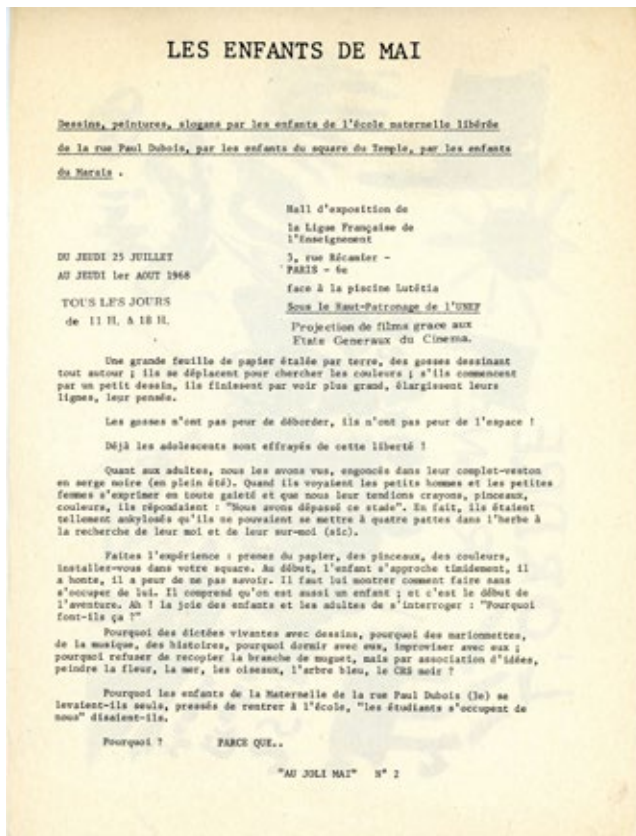 LES ENFANTS DE MAI
Dessins, peintures, slogans par les enfants de l'école maternelle libérée
de la rue Paul Dubois, par les enfants du square du Temple, par les enfants
du Marais .
Hall d'exposition de
la Ligue Française de
l'Enseignement
DU JEUDI 25 JUILLET
3, rue Récamier -
AU JEUDI 1er AOUT 1968
PARIS - 6e
face à la piscine Lutétia
TOUS LES JOURS
Sous le Haut-Patronage de l'UNEF
de 11 H. à 18 H.
Projection de films grace aux
Etats Generaux du Cinema.
Une grande feuille de papier étalée par terre, des gosses dessinant
tout autour ; ils se déplacent pour chercher les couleurs ; s'ils commencent
par un petit dessin, ils finissent par voir plus grand, élargissent leurs
lignes, leur pensée.
Les gosses n'ont pas peur de déborder, ils n'ont pas peur de l'espace !
Déjà les adolescents sont effrayés de cette liberté !
Quant aux adultes, nous les avons vus, engoncés dans leur complet-veston
en serge noire (en plein été). Quand ils voyaient les petits hommes et les petites
femmes s'exprimer en toute gaieté et que nous leur tendions crayons, pinceaux,
couleurs, ils répondaient : "Nous avons dépassé ce stade". En fait, ils étaient
tellement ankylosés qu'ils ne pouvaient se mettre à quatre pattes dans l'herbe à
la recherche de leur moi et de leur sur-moi (sic).
Faites l'expérience : prenez du papier, des pinceaux, des couleurs,
installez-vous dans votre square. Au début, l'enfant s'approche timidement, il
a honte, il a peur de ne pas savoir. Il faut lui montrer comment faire sans
s'occuper de lui. Il comprend qu'on est aussi un enfant ; et c'est le début de
l'aventure. Ah ! la joie des enfants et les adultes de s'interroger : "Pourquoi
font-ils ça ?"
Pourquoi des dictées vivantes avec dessins, pourquoi des marionnettes,
de la musique, des histoires, pourquoi dormir avec eux, improviser avec eux ;
pourquoi refuser de recopier la branche de muguet, mais par association d'idées,
peindre la fleur, la mer, les oiseaux, l'arbre bleu, le CRS noir ?
Pourquoi les enfants de la Maternelle de la rue Paul Dubois (3e) se
levaient-ils seuls, pressés de rentrer à l'école, "les étudiants s'occupent de
nous" disaient-ils.
Pourquoi ? PARCE QUE..
"AU JOLI MAI" N° 2